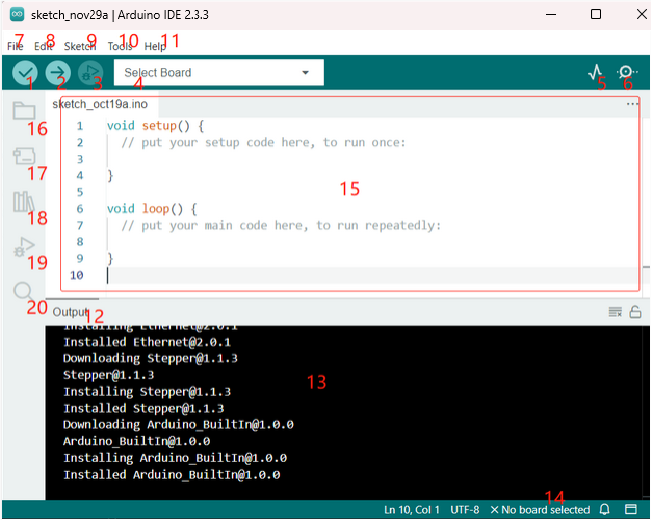 sketch_nov29a | Arduino IDE 2.3.3
File Edit Sketch Tools Help
7 8 9 10 11
Select Board
1 2 3 4 5 6
sketch_oct19a.ino
1 void setup() {
2 // put your setup code here, to run once:
3
4 }
5
6 void loop() {
7 // put your main code here, to run repeatedly:
8
9 }
10
15
16
17
18
19
20
Output
12
Installing Ethernet@2.0.1
Installed Ethernet@2.0.1
Downloading Stepper@1.1.3
Stepper@1.1.3
Installing Stepper@1.1.3
Installed Stepper@1.1.3
Downloading Arduino_BuiltIn@1.0.0
Arduino_BuiltIn@1.0.0
Installing Arduino_BuiltIn@1.0.0
Installed Arduino_BuiltIn@1.0.0
13
14
Ln 10, Col 1 UTF-8 × No board selected